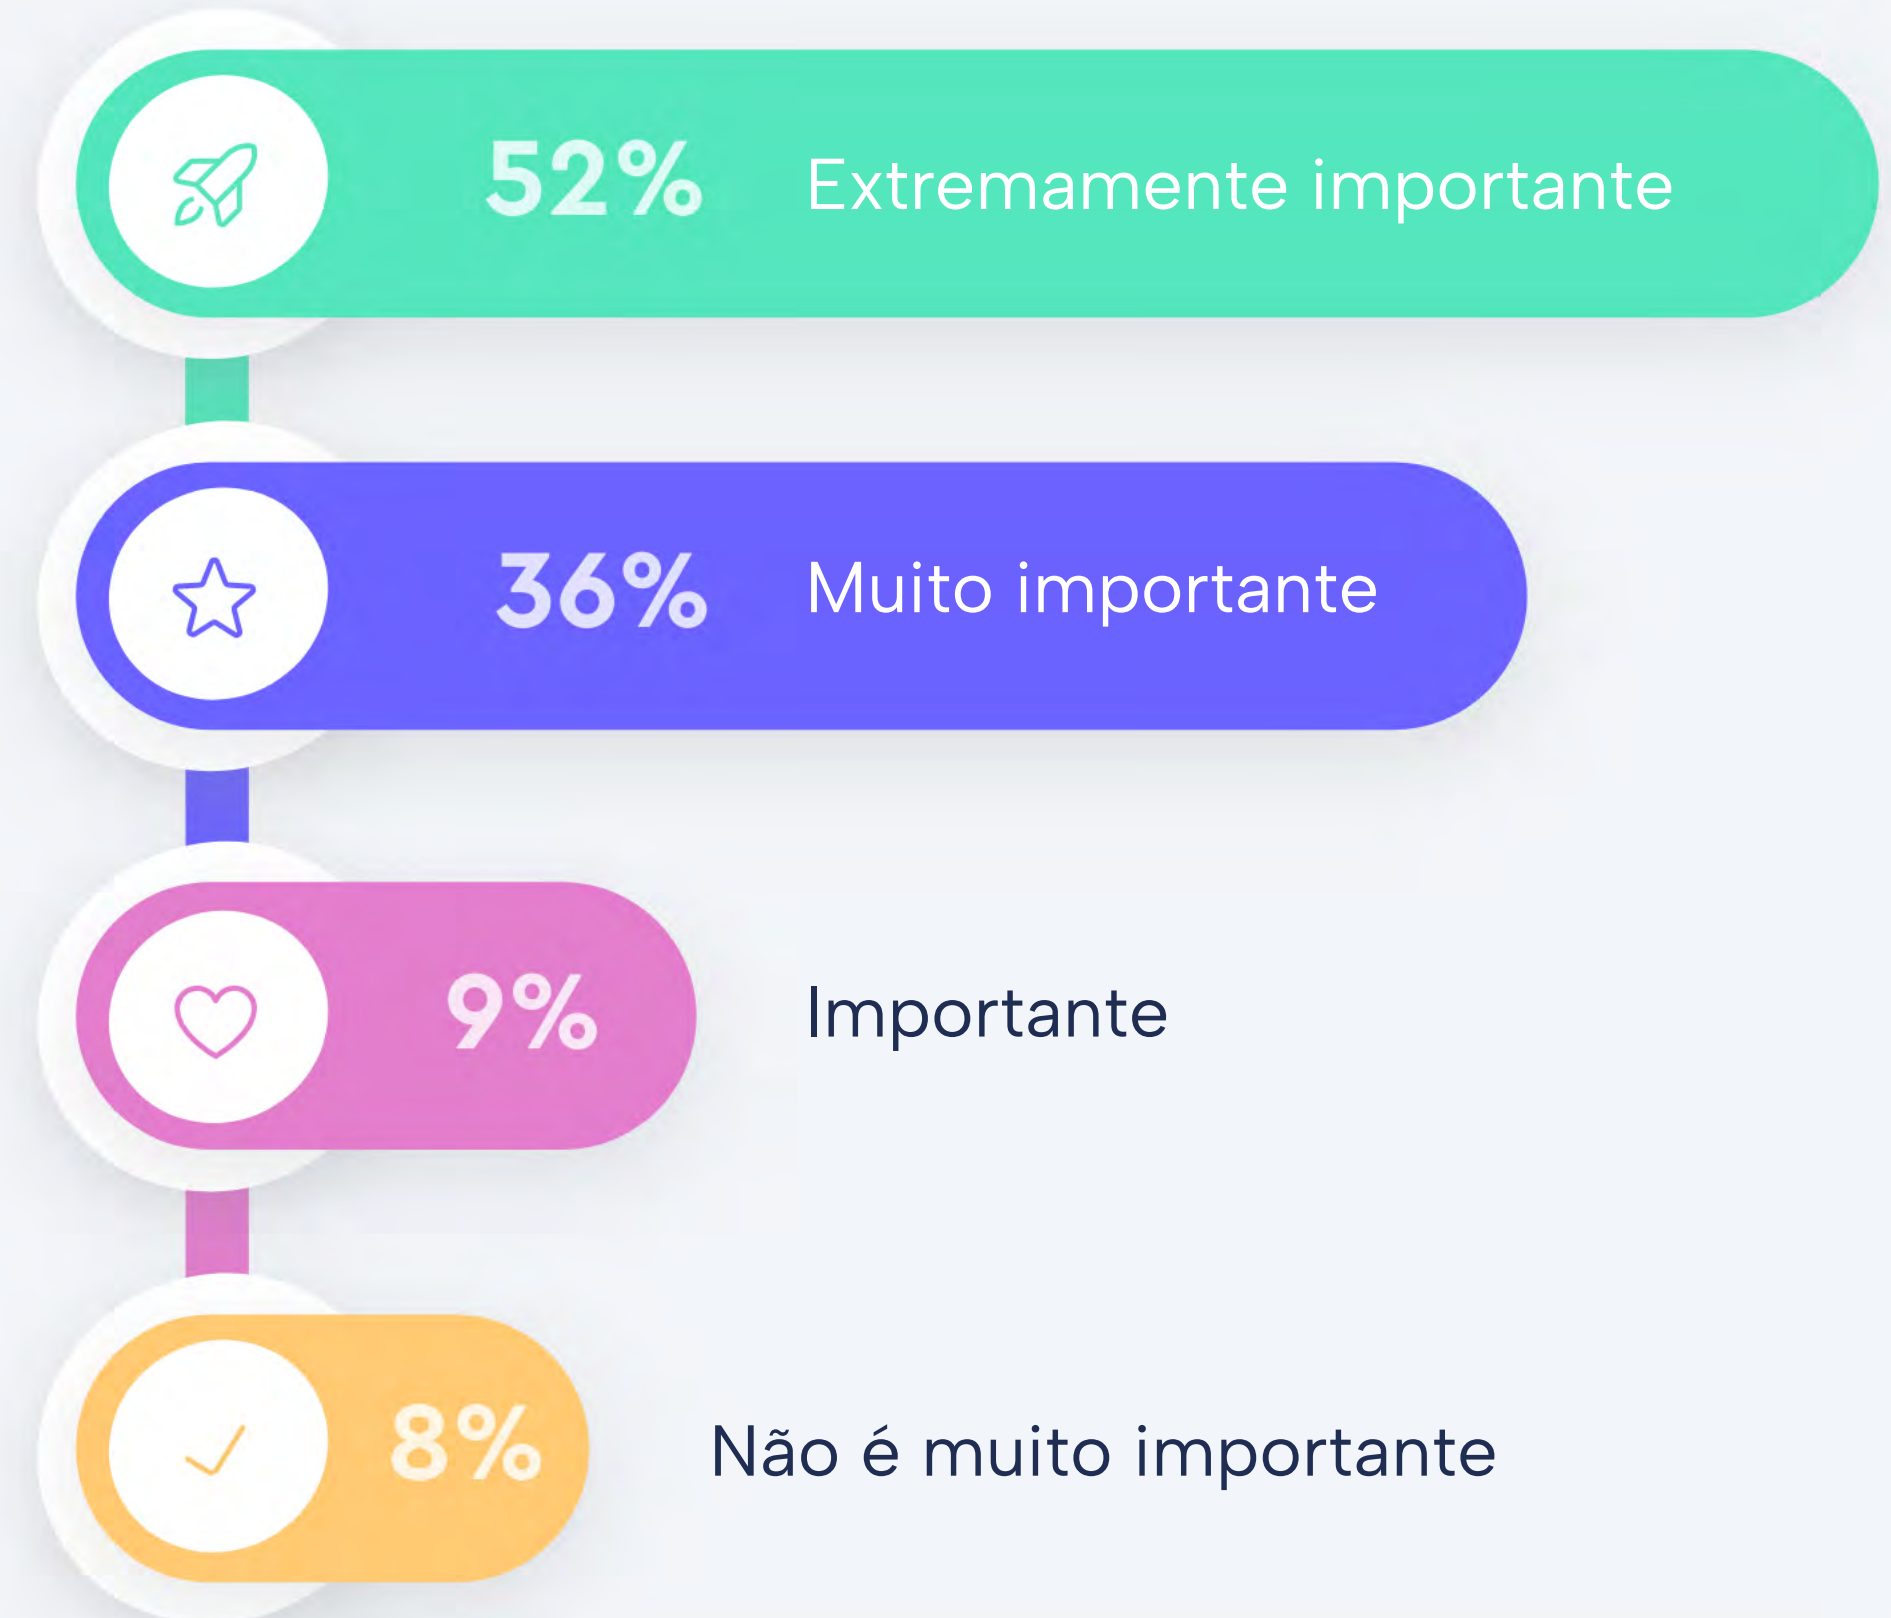 52% Extremamente importante
36% Muito importante
9% Importante
8% Não é muito importante